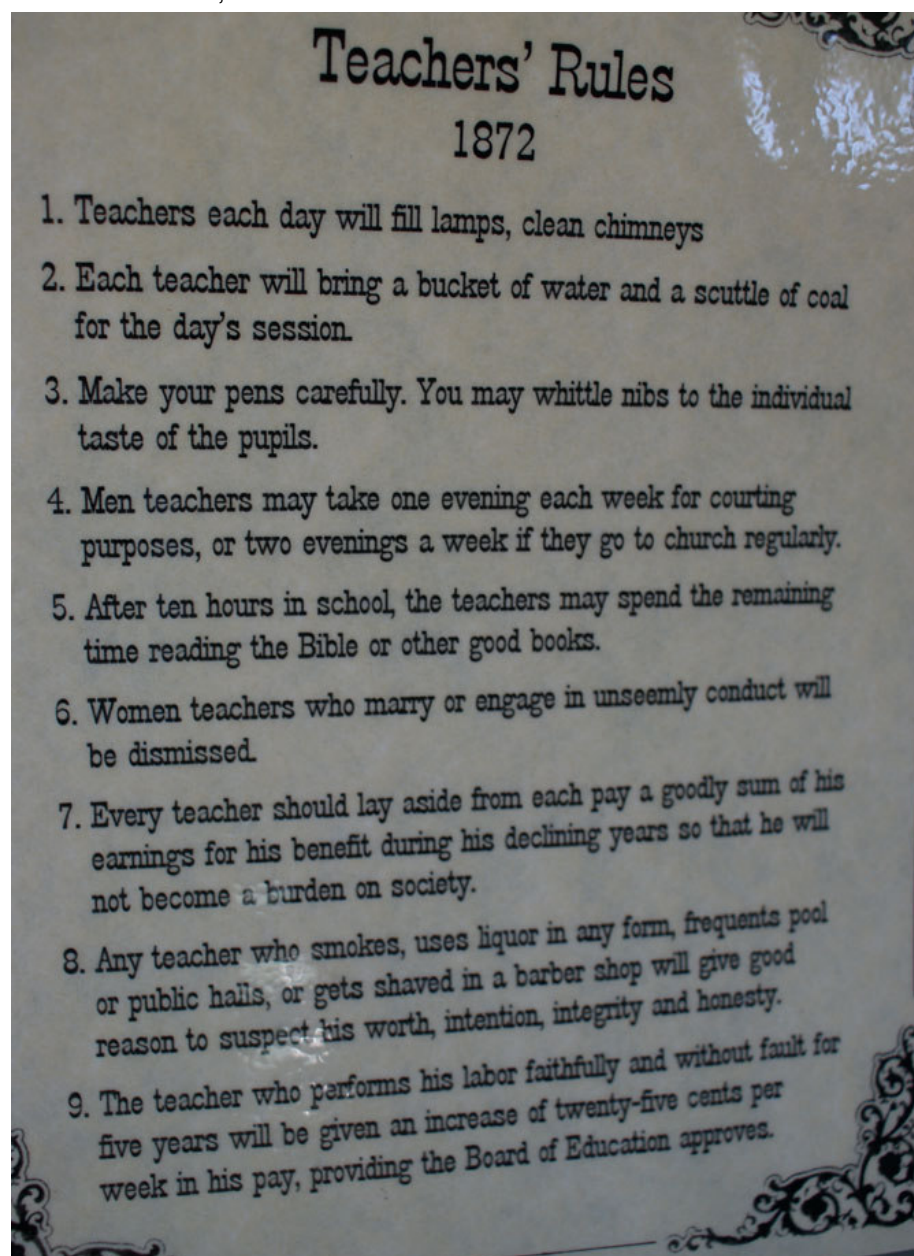 Teachers' Rules
1872
1. Teachers each day will fill lamps, clean chimneys
2. Each teacher will bring a bucket of water and a scuttle of coal
for the day's session.
3. Make your pens carefully. You may whittle nibs to the individual
taste of the pupils.
4. Men teachers may take one evening each week for courting
purposes, or two evenings a week if they go to church regularly.
5. After ten hours in school, the teachers may spend the remaining
time reading the Bible or other good books.
6. Women teachers who marry or engage in unseemly conduct will
be dismissed.
7. Every teacher should lay aside from each pay a goodly sum of his
earnings for his benefit during his declining years so that he will
not become a burden on society.
8. Any teacher who smokes, uses liquor in any form, frequents pool
or public halls, or gets shaved in a barber shop will give good
reason to suspect his worth, intention, integrity and honesty.
9. The teacher who performs his labor faithfully and without fault for
five years will be given an increase of twenty-five cents per
week in his pay, providing the Board of Education approves.